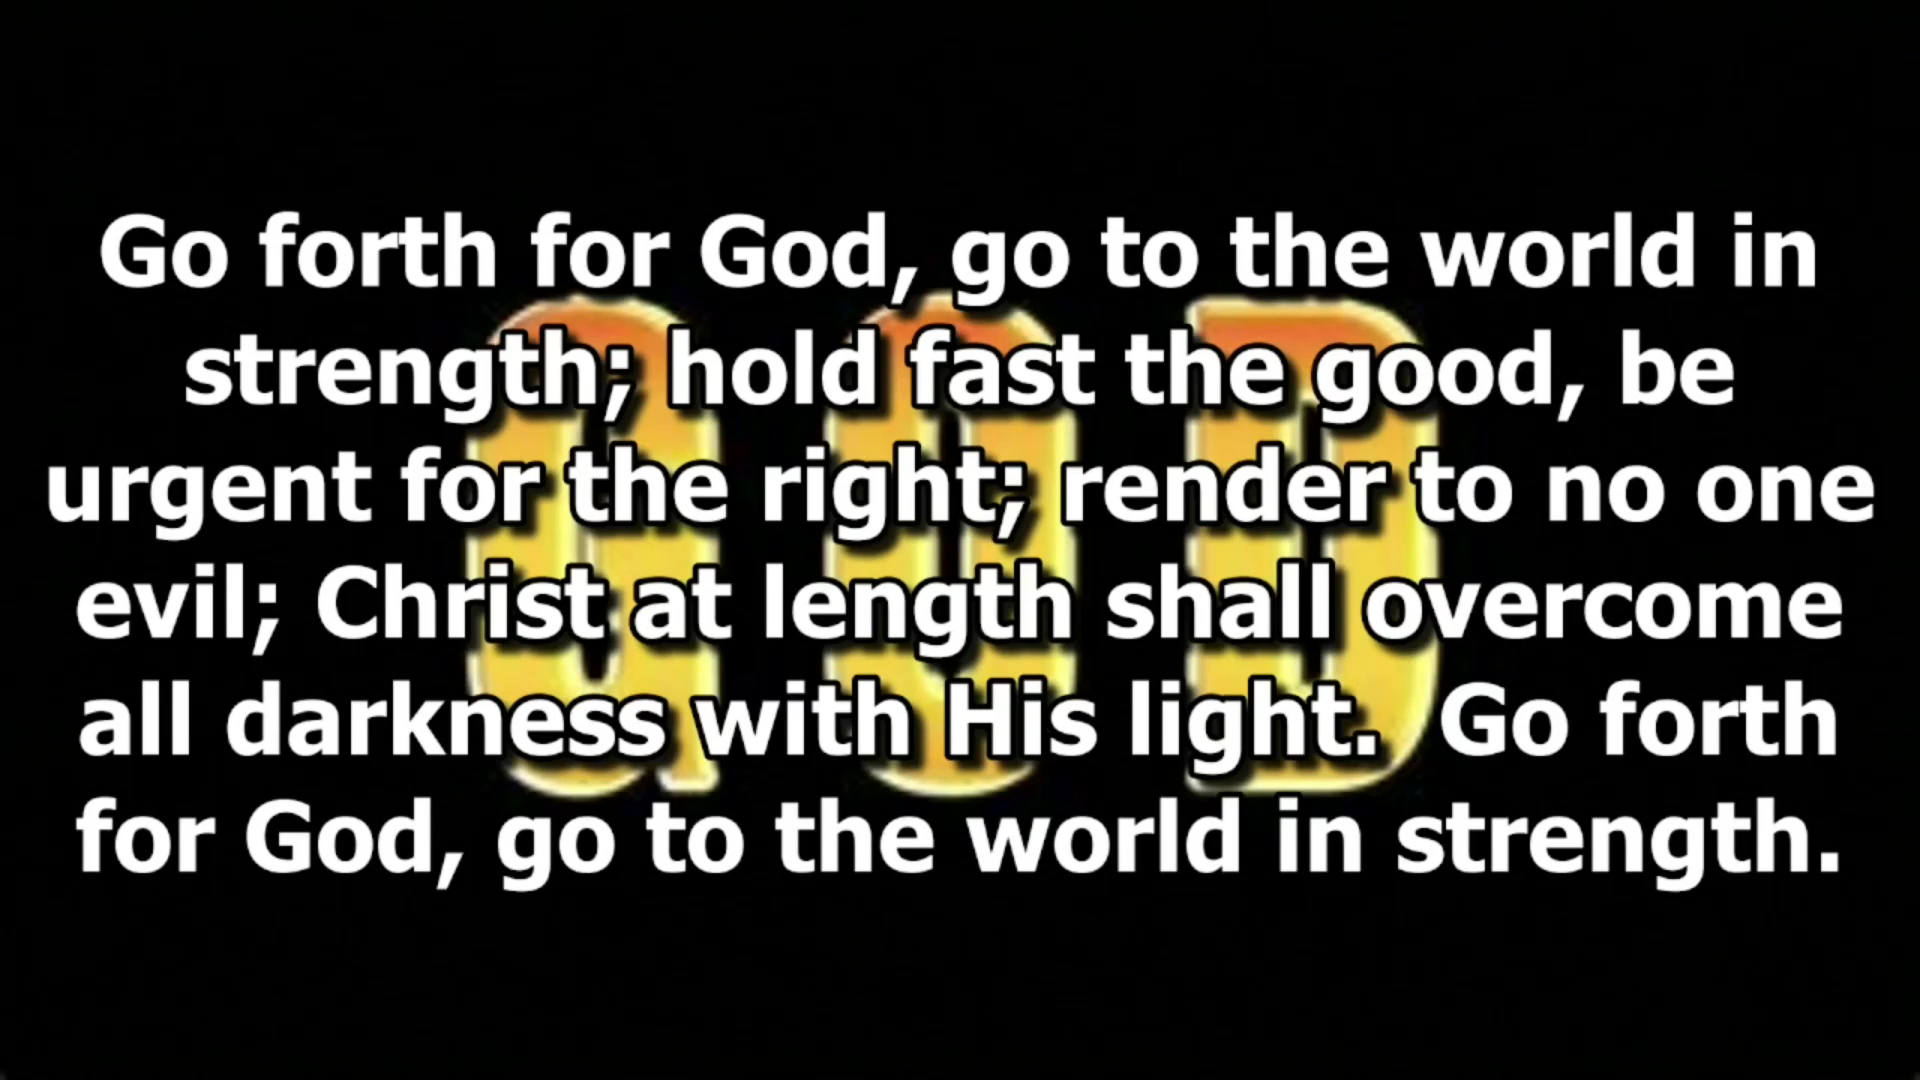 Go forth for God, go to the world in
strength; hold fast the good, be
urgent for the right; render to no one
evil; Christ at length shall overcome
all darkness with His light.  Go forth
for God, go to the world in strength.
GOD